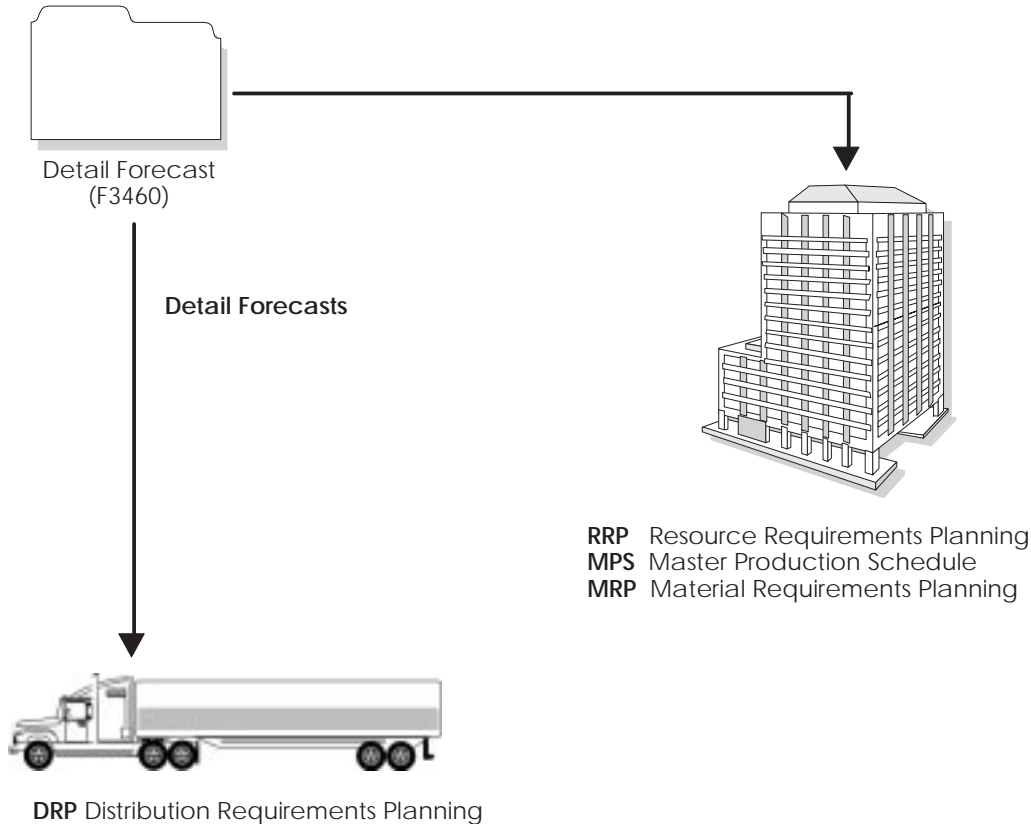 Detail Forecast
(F3460)
Detail Forecasts
RRP Resource Requirements Planning
MPS Master Production Schedule
MRP Material Requirements Planning
DRP Distribution Requirements Planning